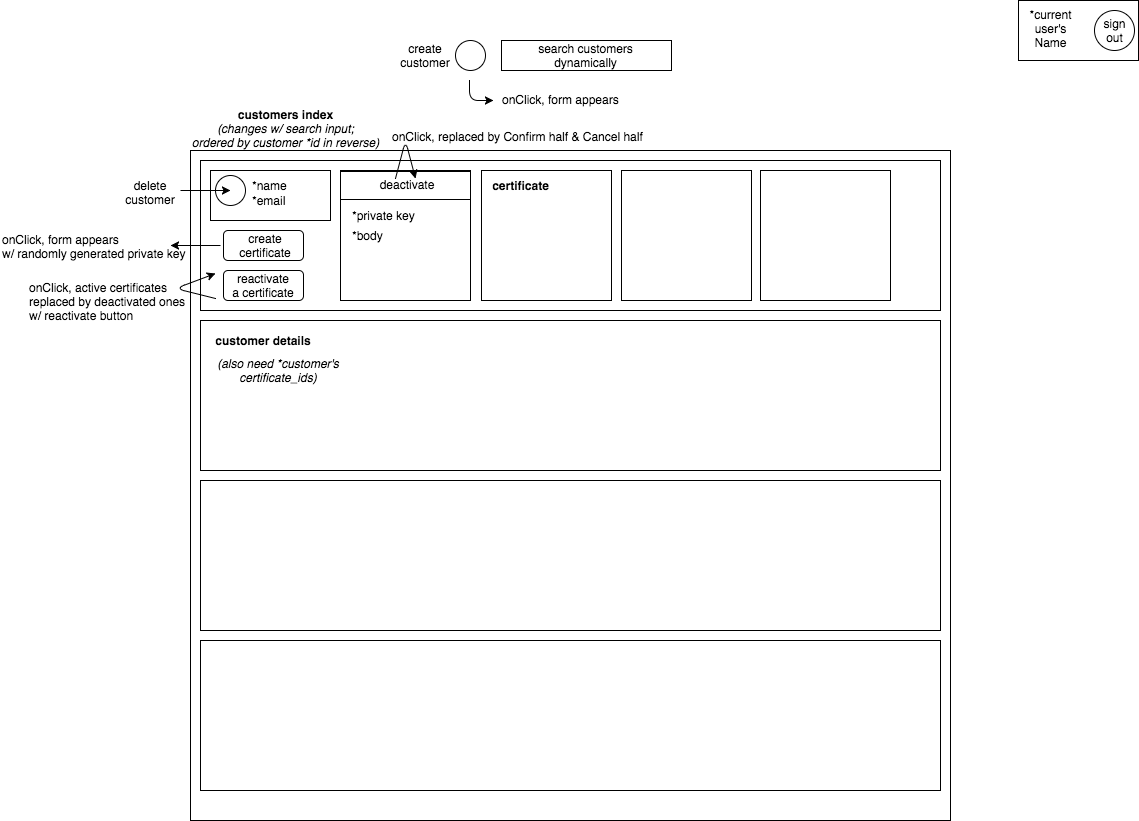 *current
user's
Name
sign
out
create
customer
search customers
dynamically
onClick, form appears
customers index
(changes w/ search input;
ordered by customer *id in reverse)
onClick, replaced by Confirm half & Cancel half
delete
customer
*name
*email
deactivate
*private key
*body
certificate
onClick, form appears
w/ randomly generated private key
create
certificate
onClick, active certificates
replaced by deactivated ones
w/ reactivate button
reactivate
a certificate
customer details
(also need *customer's
certificate_ids)